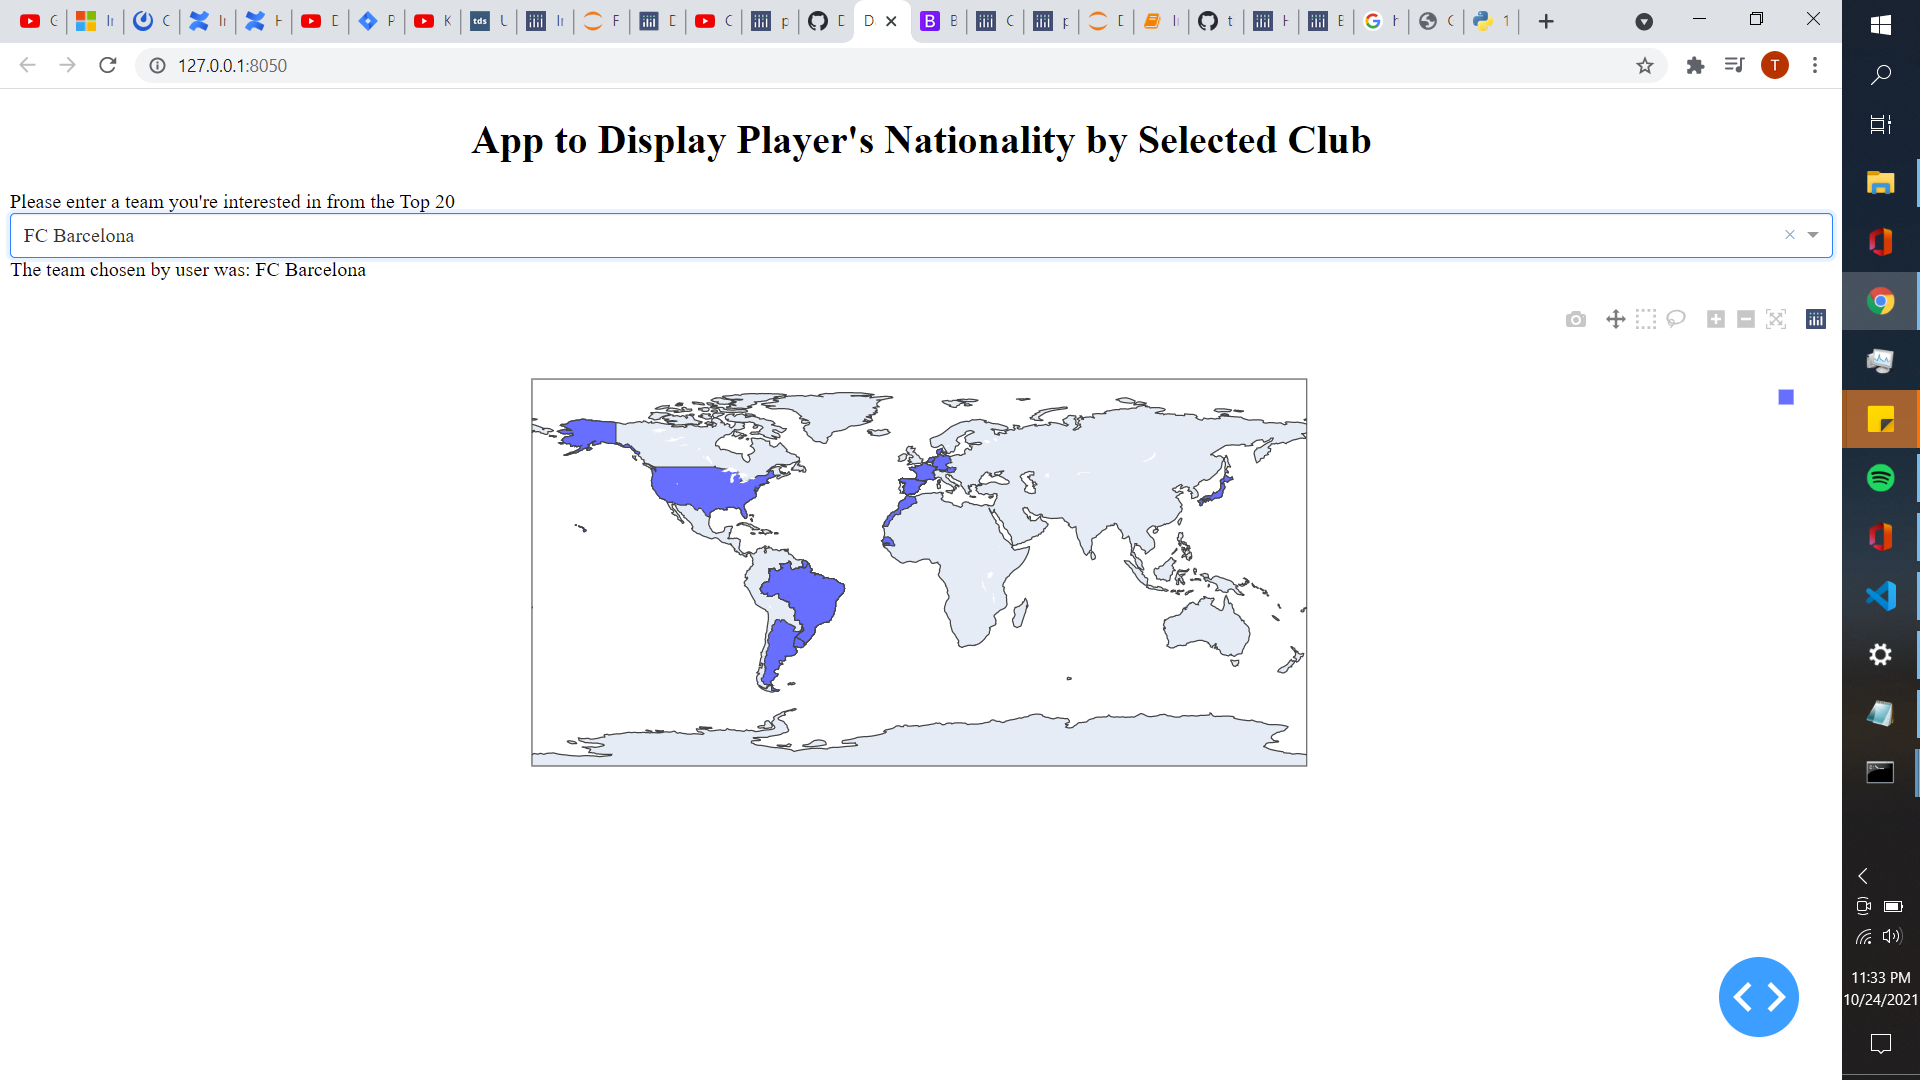 tds
127.0.0.1:8050
T
App to Display Player's Nationality by Selected Club
Please enter a team you're interested in from the Top 20
FC Barcelona
The team chosen by user was: FC Barcelona
11:33 PM
10/24/2021